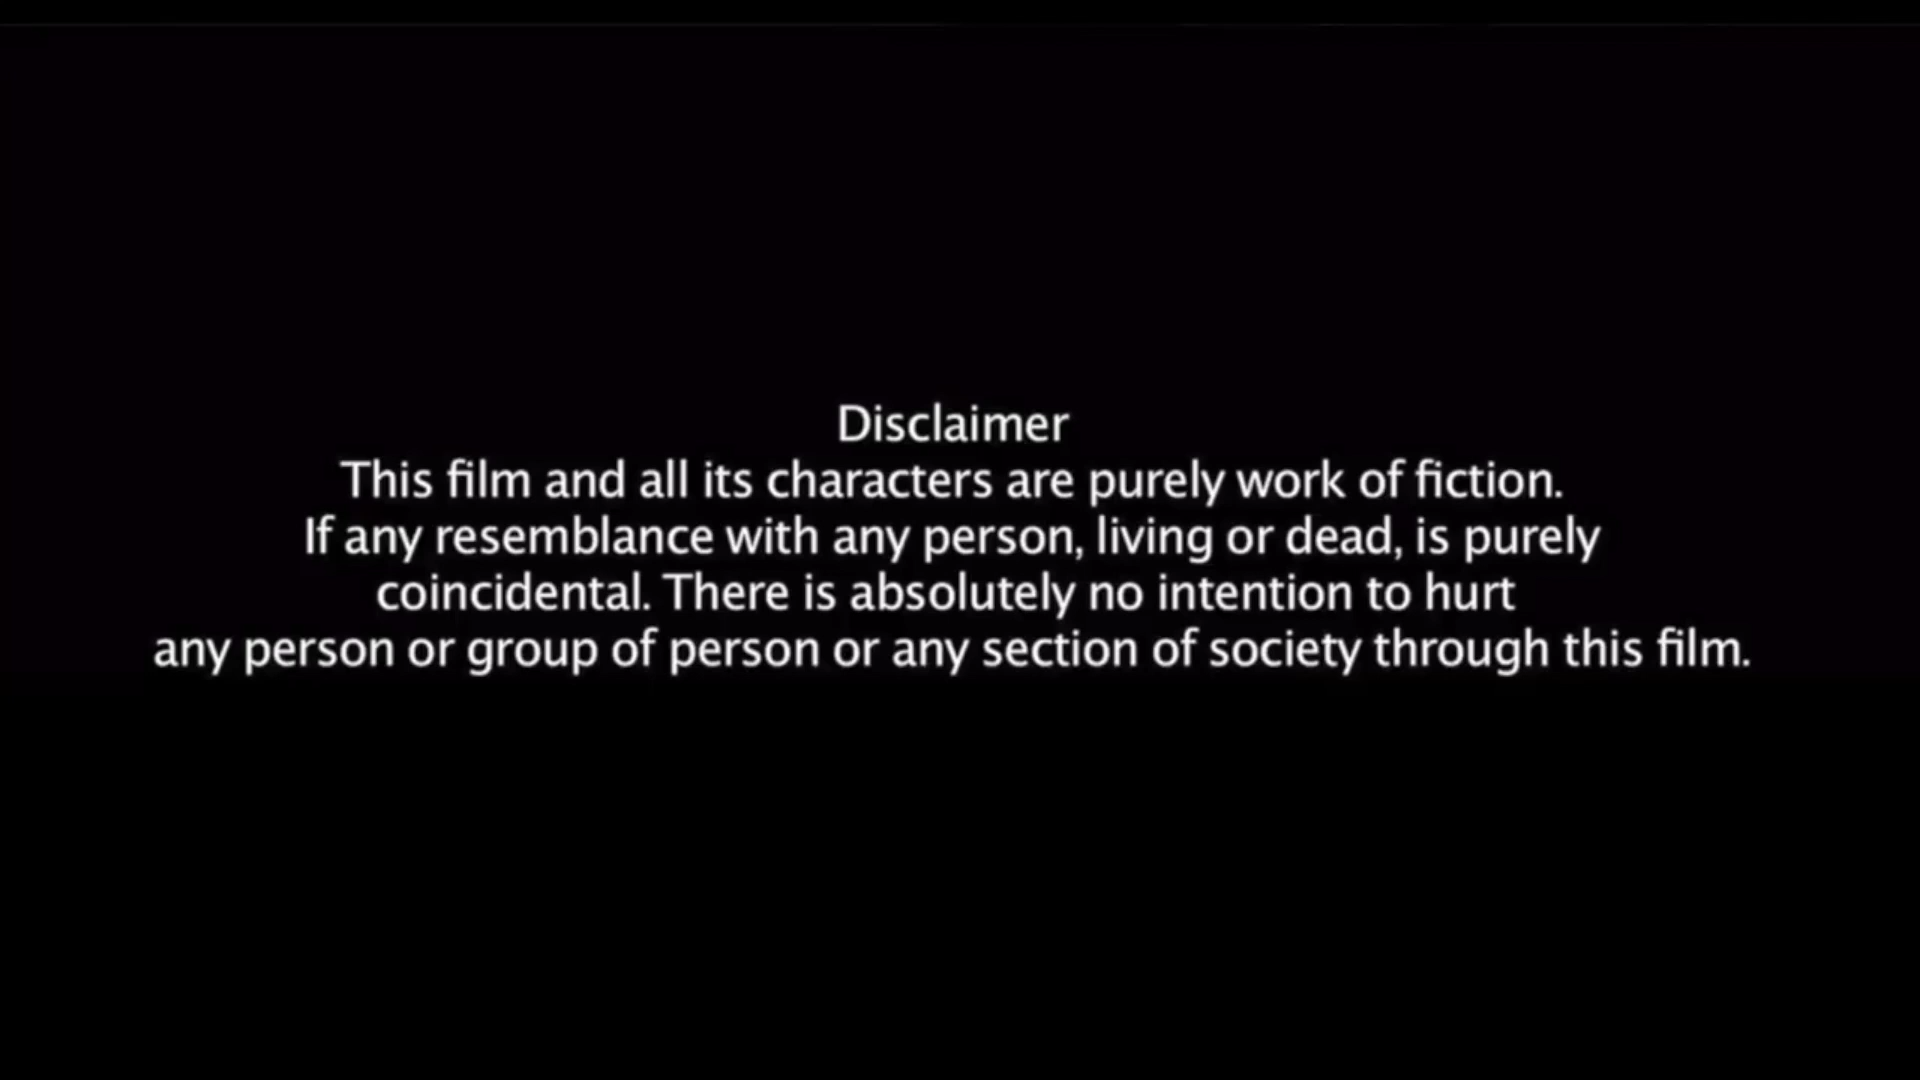 Disclaimer
This film and all its characters are purely work of fiction.
If any resemblance with any person, living or dead, is purely
coincidental. There is absolutely no intention to hurt
any person or group of person or any section of society through this film.